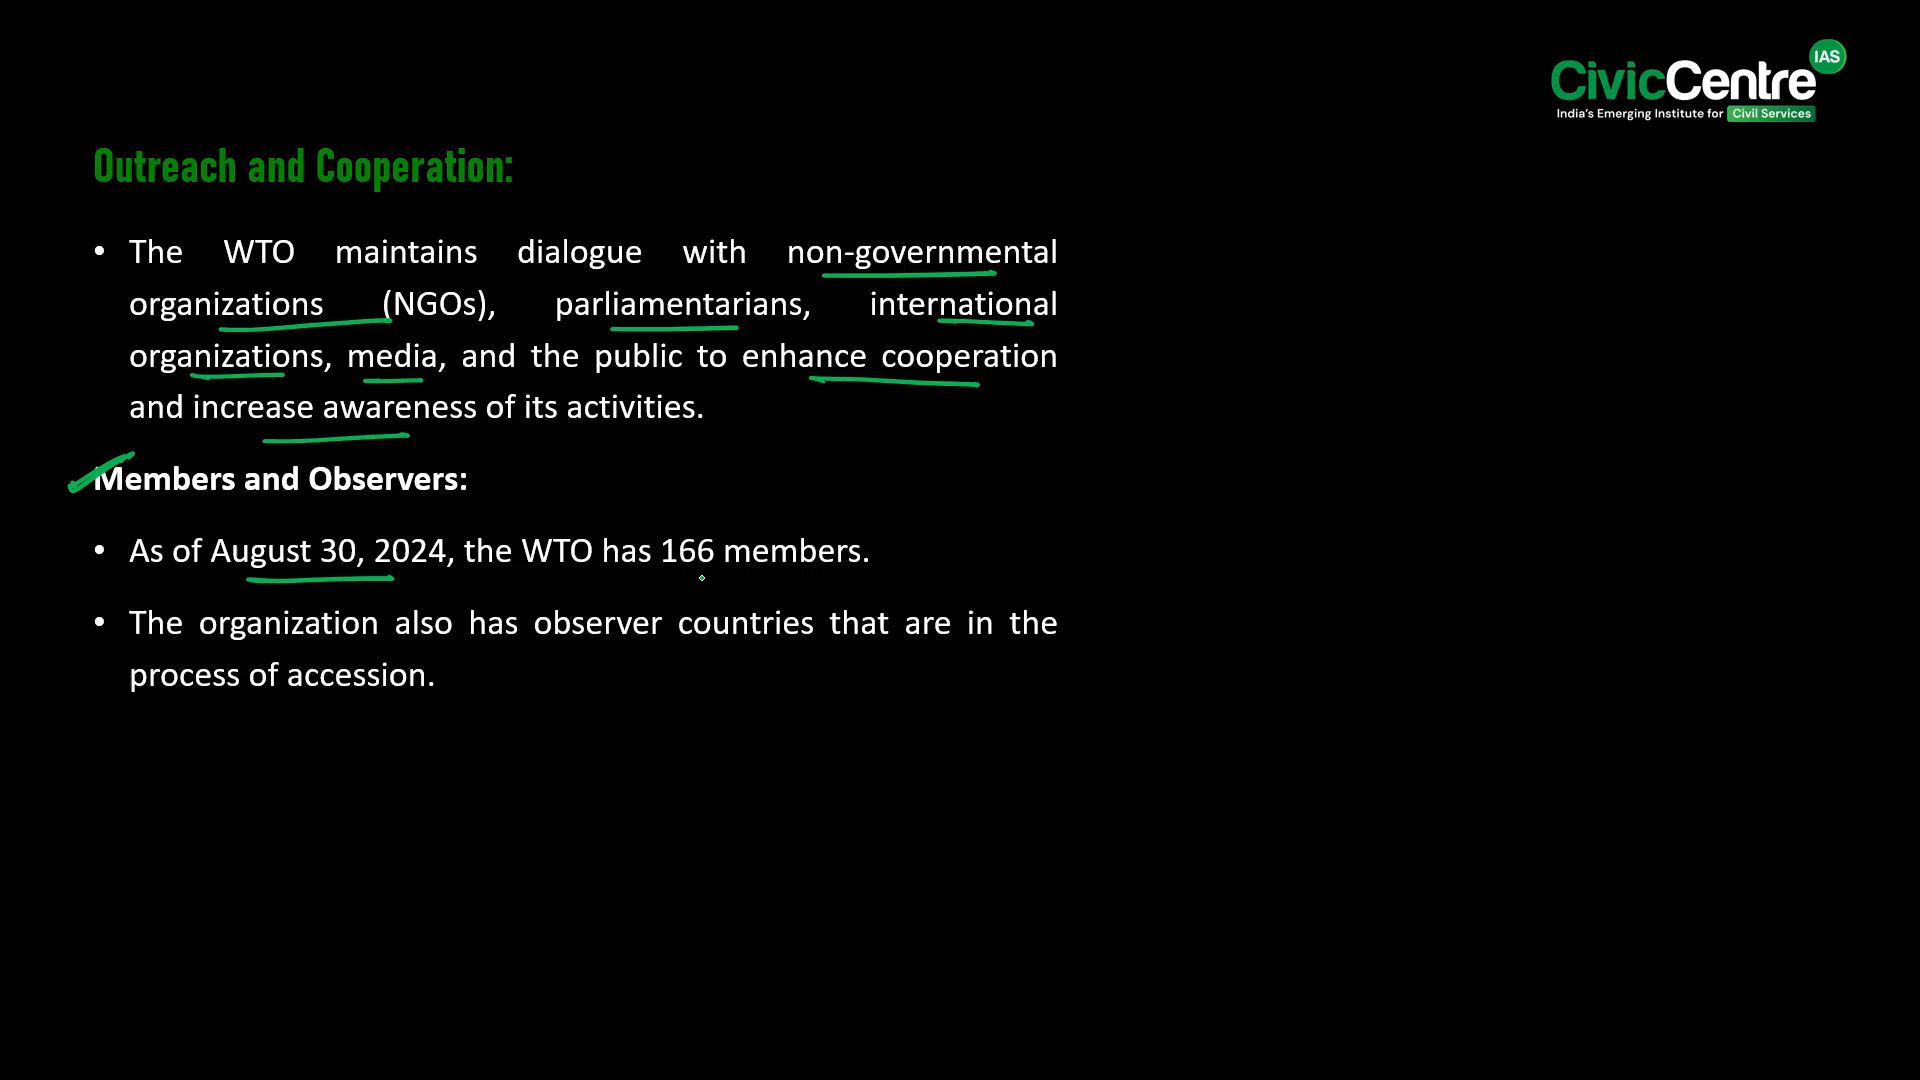 IAS
CivicCentre
India's Emerging Institute for Civil Services
Outreach and Cooperation:
• The WTO maintains dialogue with non-governmental
organizations (NGOs), parliamentarians, international
organizations, media, and the public to enhance cooperation
and increase awareness of its activities.
Members and Observers:
• As of August 30, 2024, the WTO has 166 members.
• The organization also has observer countries that are in the
process of accession.